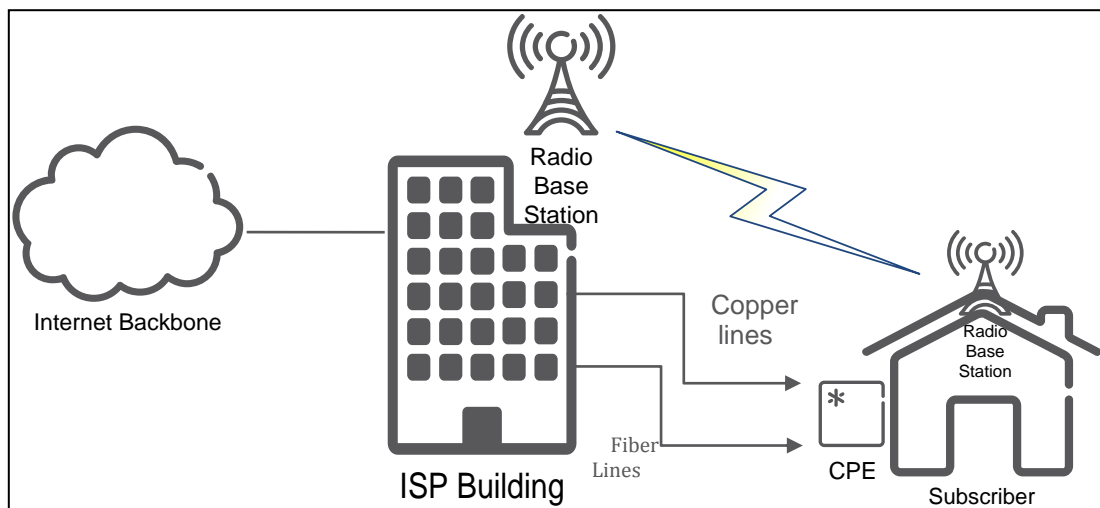 Radio
Base
Station
Internet Backbone
Copper
lines
Radio
Base
Station
*
Fiber
Lines
CPE
ISP Building
Subscriber